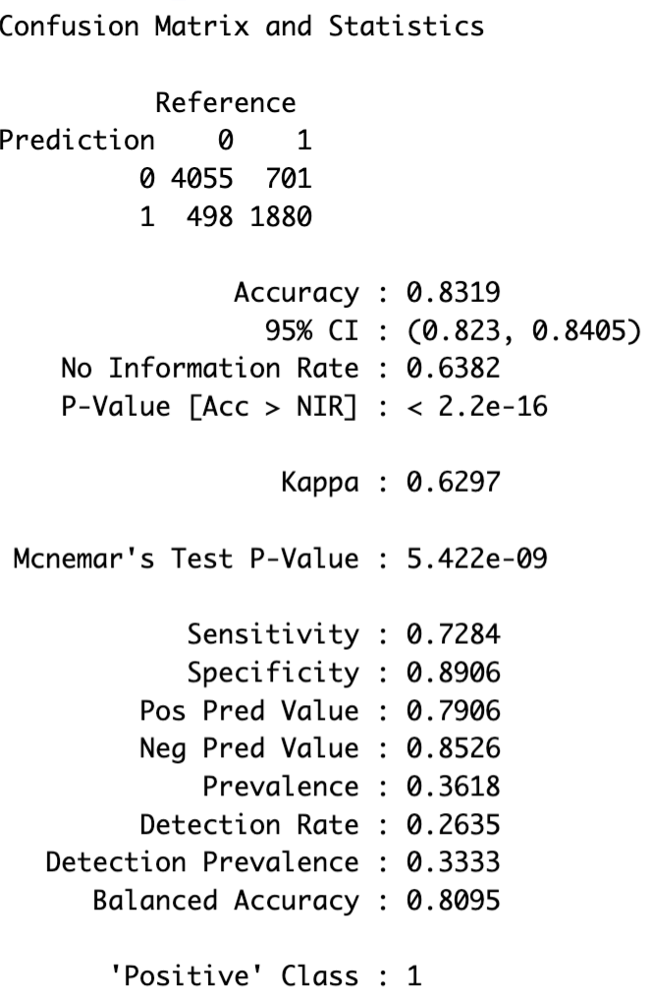 Confusion Matrix and Statistics
Reference
Prediction 0 1
0 4055 701
1 498 1880
Accuracy : 0.8319
95% CI : (0.823, 0.8405)
No Information Rate : 0.6382
P-Value [Acc > NIR] : < 2.2e-16
Kappa : 0.6297
Mcnemar's Test P-Value : 5.422e-09
Sensitivity : 0.7284
Specificity : 0.8906
Pos Pred Value : 0.7906
Neg Pred Value : 0.8526
Prevalence : 0.3618
Detection Rate : 0.2635
Detection Prevalence : 0.3333
Balanced Accuracy : 0.8095
'Positive' Class : 1